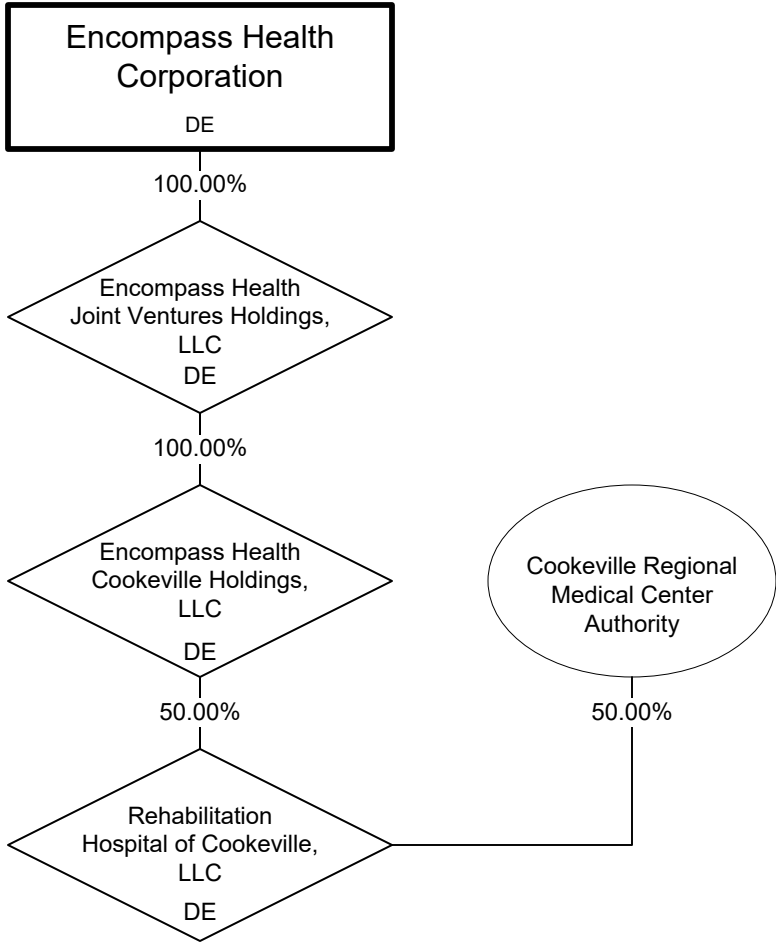 Encompass Health
Corporation
DE
100.00%
Encompass Health
Joint Ventures Holdings,
LLC
DE
100.00%
Encompass Health
Cookeville Holdings,
LLC
DE
Cookeville Regional
Medical Center
Authority
50.00%
50.00%
Rehabilitation
Hospital of Cookeville,
LLC
DE